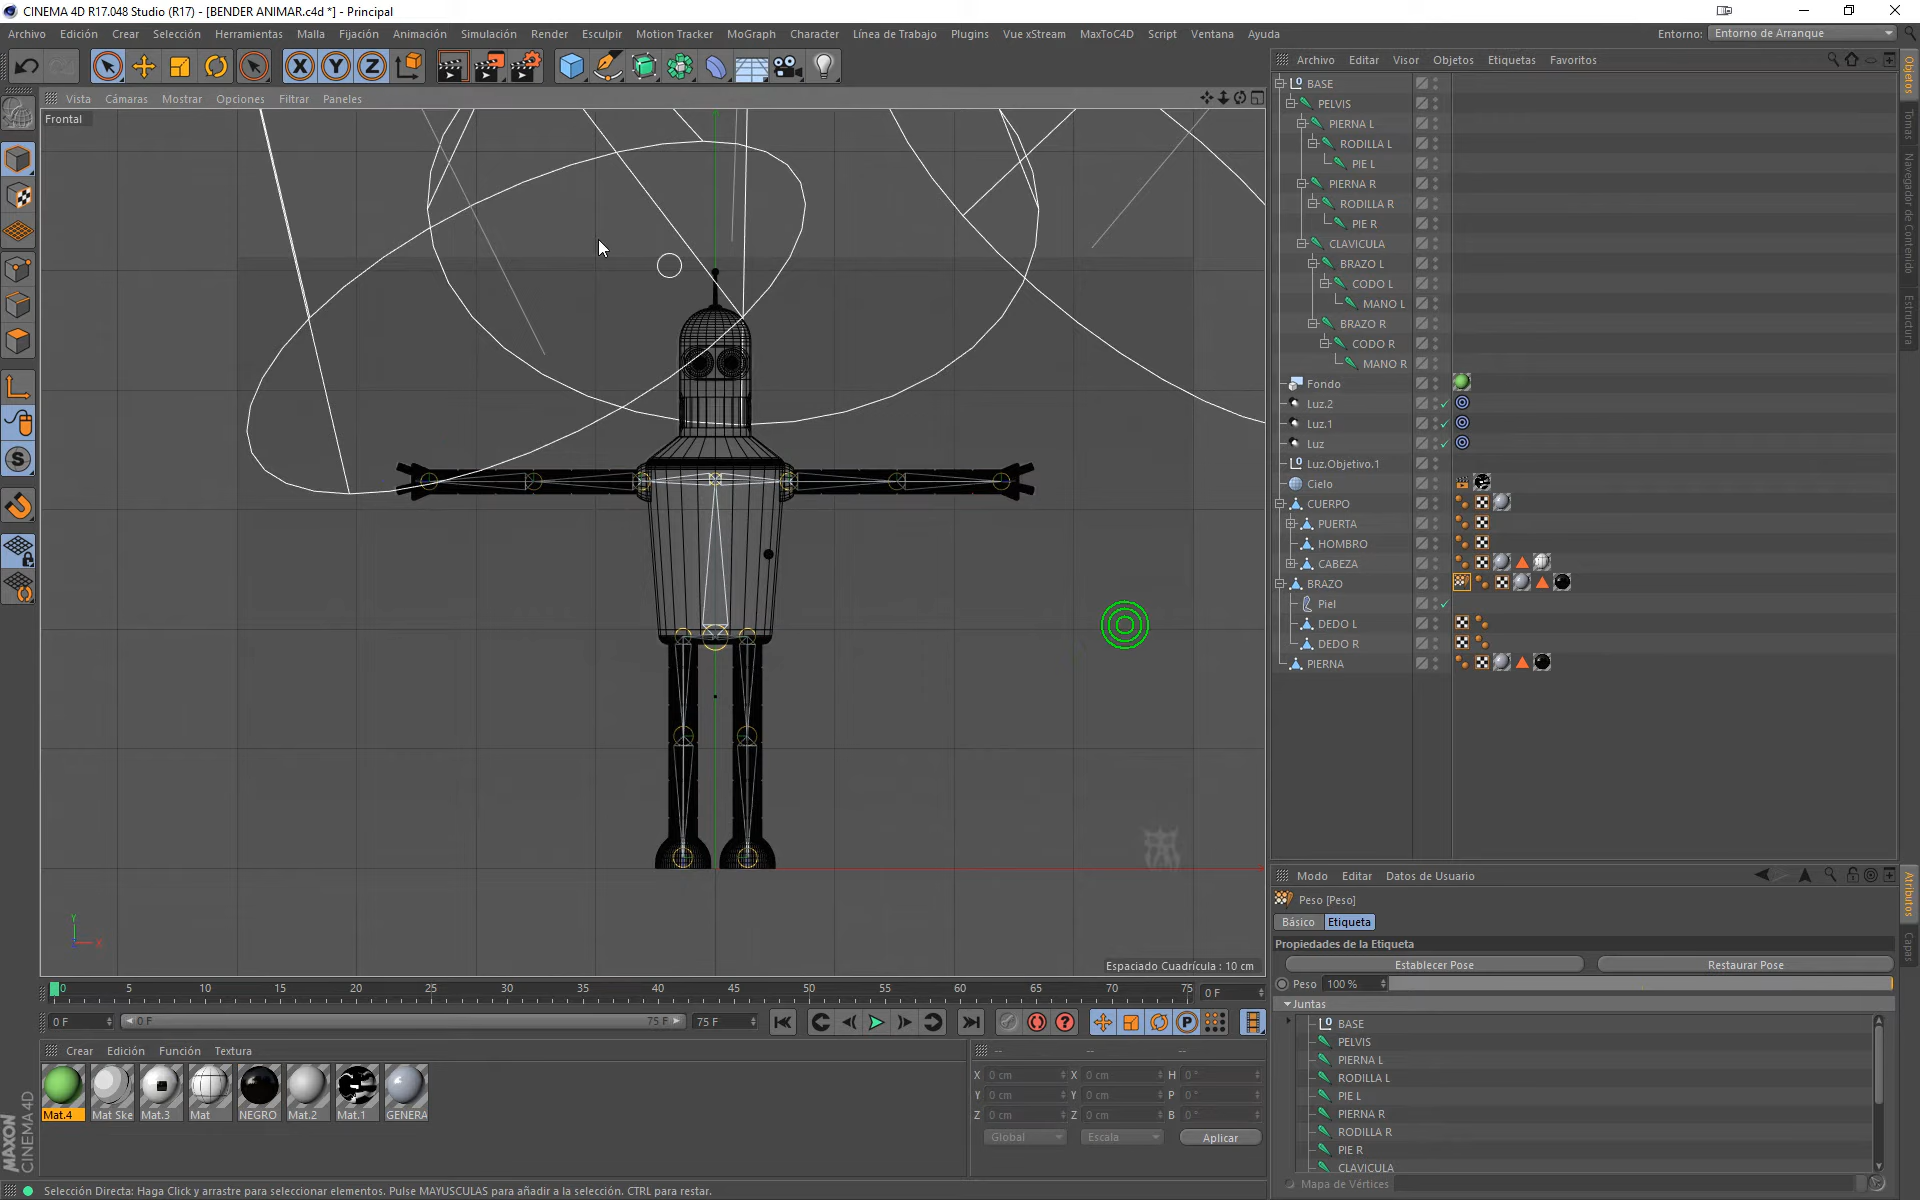 CINEMA 4D R17.048 Studio (R17) - [BENDER ANIMAR.c4d *] - Principal
Archivo Edición Crear Selección Herramientas Malla Fijación Animación Simulación Render Esculpir Motion Tracker MoGraph Character Línea de Trabajo Plugins Vue xStream MaxToC4D Script Ventana Ayuda Entorno: Entorno de Arranque
X Y Z
Vista Cámaras Mostrar Opciones Filtrar Paneles
Frontal
Y
X
Espaciado Cuadrícula : 10 cm
Archivo Editar Visor Objetos Etiquetas Favoritos
BASE
PELVIS
PIERNA L
RODILLA L
PIE L
PIERNA R
RODILLA R
PIE R
CLAVICULA
BRAZO L
CODO L
MANO L
BRAZO R
CODO R
MANO R
Fondo
Luz.2
Luz.1
Luz
Luz.Objetivo.1
Cielo
CUERPO
PUERTA
HOMBRO
CABEZA
BRAZO
Piel
DEDO L
DEDO R
PIERNA
Objetos
Tomas
Navegador de Contenido
Estructura
Modo Editar Datos de Usuario
Peso [Peso]
Básico Etiqueta
Propiedades de la Etiqueta
Establecer Pose Restaurar Pose
Peso 100 %
Juntas
BASE
PELVIS
PIERNA L
RODILLA L
PIE L
PIERNA R
RODILLA R
PIE R
CLAVICULA
Mapa de Vértices
Atributos
Capas
0 5 10 15 20 25 30 35 40 45 50 55 60 65 70 75 0 F
0 F 0 F 75 F 75 F
Crear Edición Función Textura
Mat.4 Mat Ske Mat.3 Mat NEGRO Mat.2 Mat.1 GENERA
-- -- --
X 0 cm X 0 cm H 0 °
Y 0 cm Y 0 cm P 0 °
Z 0 cm Z 0 cm B 0 °
Global Escala Aplicar
MAXON
CINEMA 4D
Selección Directa: Haga Click y arrastre para seleccionar elementos. Pulse MAYUSCULAS para añadir a la selección. CTRL para restar.